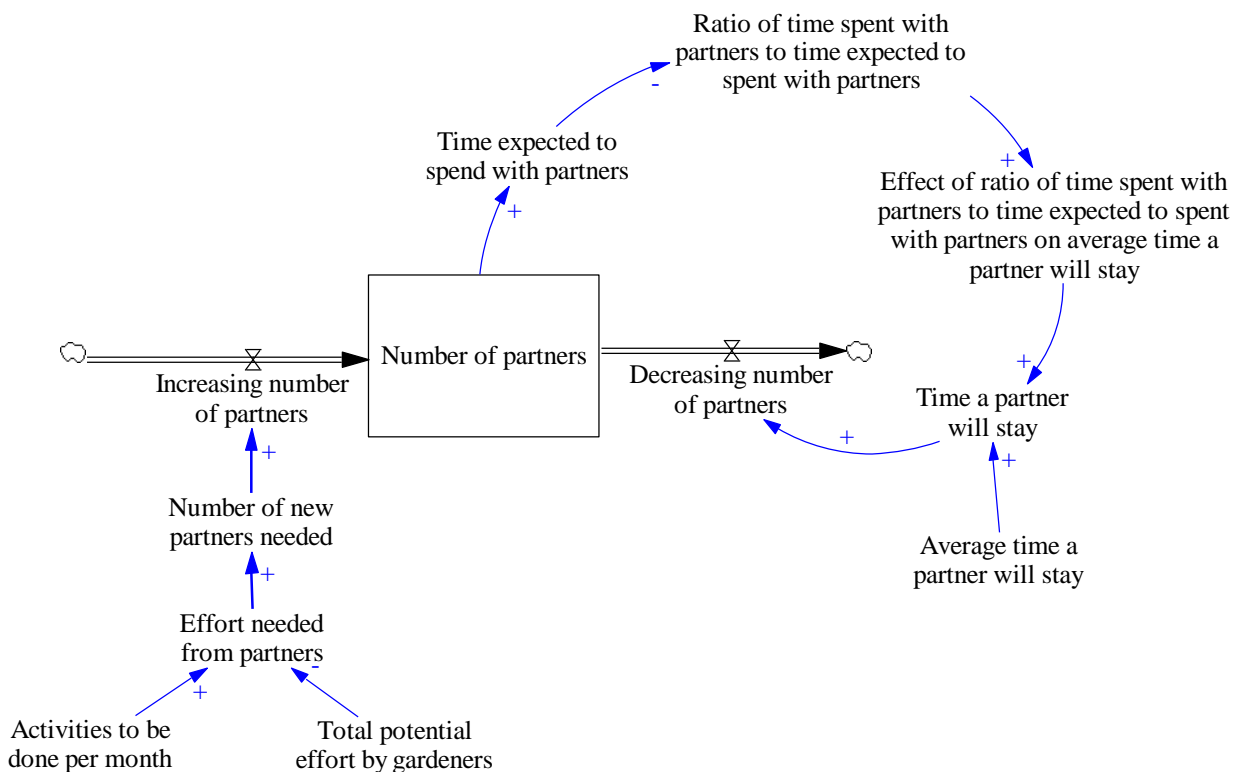 Ratio of time spent with
partners to time expected to
spent with partners
-
Time expected to
spend with partners
+
+
Effect of ratio of time spent with
partners to time expected to spent
with partners on average time a
partner will stay
Number of partners
Increasing number
of partners
Decreasing number
of partners
+
Time a partner
will stay
+
+
+
Number of new
partners needed
Average time a
partner will stay
+
Effort needed
from partners
+
-
Activities to be
done per month
Total potential
effort by gardeners